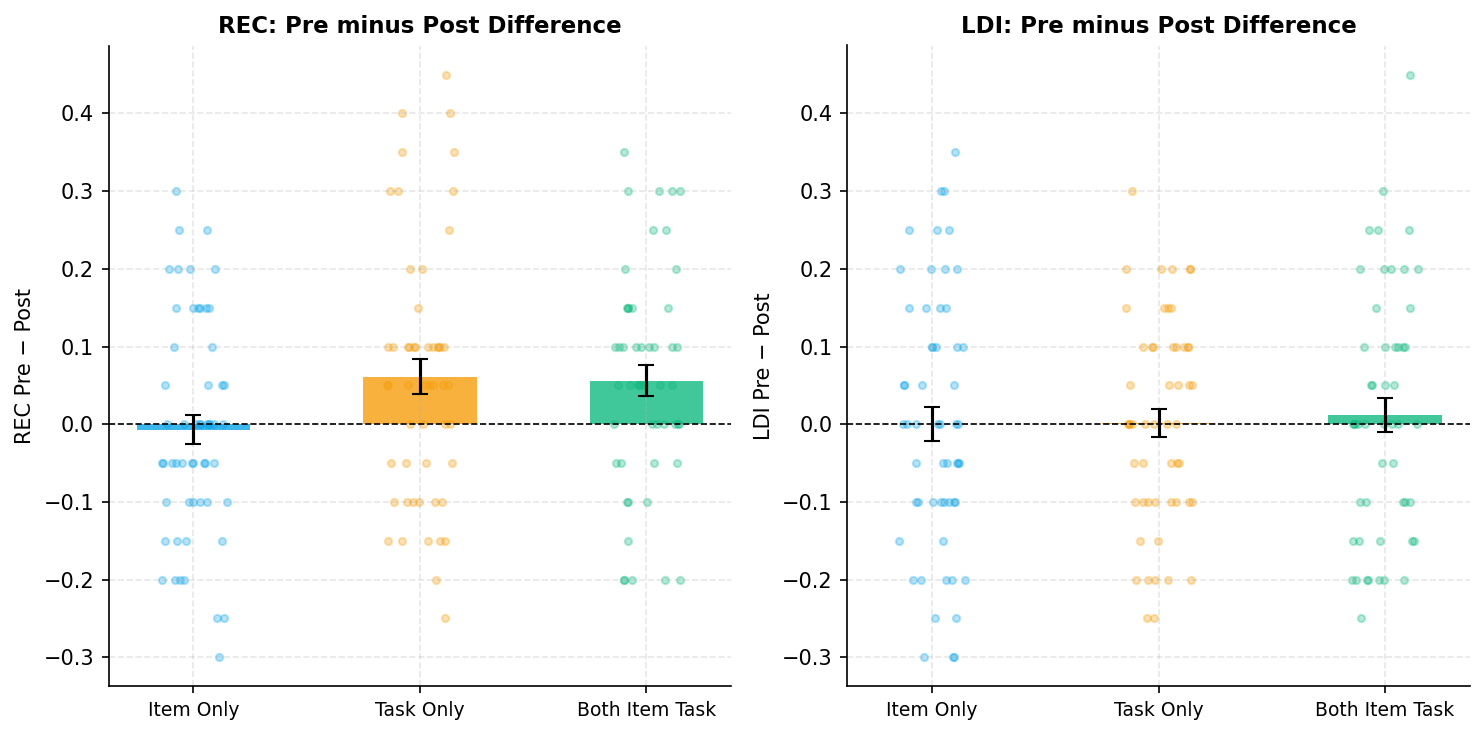 REC: Pre minus Post Difference
REC Pre − Post
0.4
0.3
0.2
0.1
0.0
−0.1
−0.2
−0.3
Item Only
Task Only
Both Item Task
LDI: Pre minus Post Difference
LDI Pre − Post
0.4
0.3
0.2
0.1
0.0
−0.1
−0.2
−0.3
Item Only
Task Only
Both Item Task